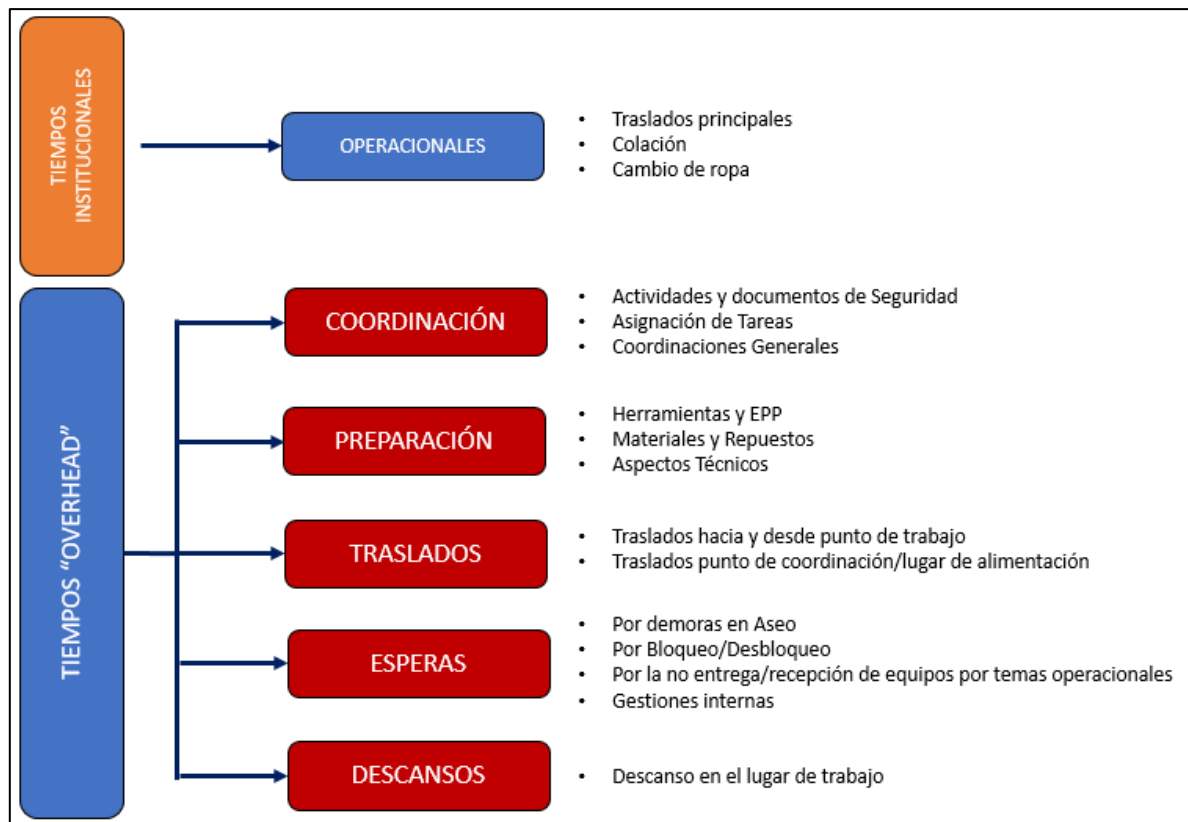 TIEMPOS
INSTITUCIONALES
OPERACIONALES
• Traslados principales
• Colación
• Cambio de ropa
TIEMPOS “OVERHEAD”
COORDINACIÓN
• Actividades y documentos de Seguridad
• Asignación de Tareas
• Coordinaciones Generales
PREPARACIÓN
• Herramientas y EPP
• Materiales y Repuestos
• Aspectos Técnicos
TRASLADOS
• Traslados hacia y desde punto de trabajo
• Traslados punto de coordinación/lugar de alimentación
ESPERAS
• Por demoras en Aseo
• Por Bloqueo/Desbloqueo
• Por la no entrega/recepción de equipos por temas operacionales
• Gestiones internas
DESCANSOS
• Descanso en el lugar de trabajo